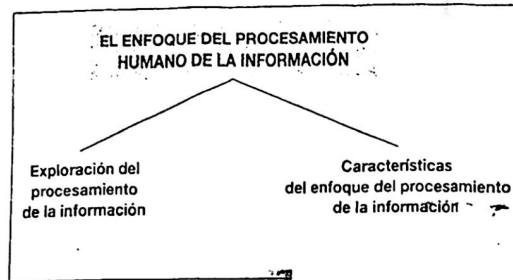 EL ENFOQUE DEL PROCESAMIENTO
HUMANO DE LA INFORMACIÓN
Exploración del
procesamiento
de la información
Características
del enfoque del procesamiento
de la información